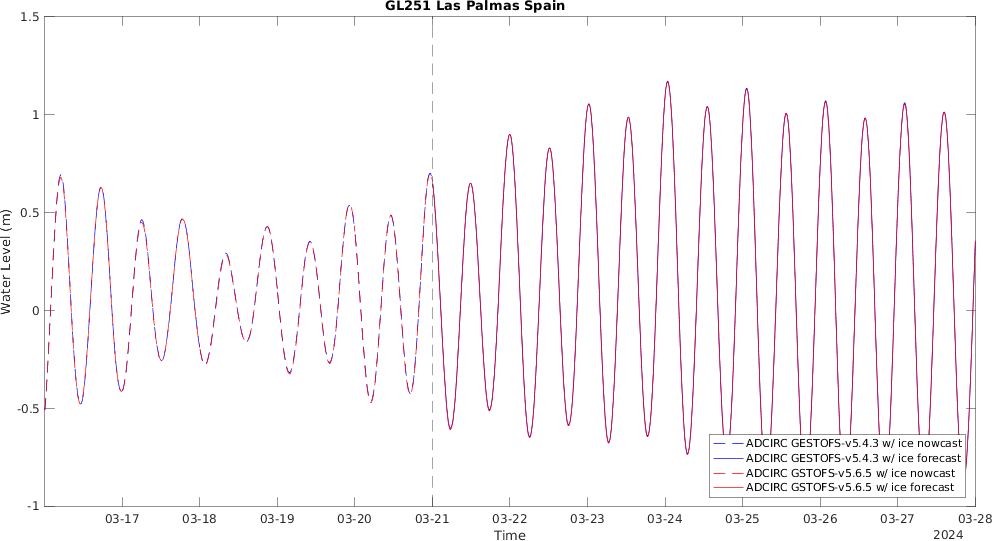 GL251 Las Palmas Spain
1.5
1
0.5
0
-0.5
-1
Water Level (m)
ADCIRC GESTOFS-v5.4.3 w/ ice nowcast
ADCIRC GESTOFS-v5.4.3 w/ ice forecast
ADCIRC GSTOFS-v5.6.5 w/ ice nowcast
ADCIRC GSTOFS-v5.6.5 w/ ice forecast
03-17 03-18 03-19 03-20 03-21 03-22 03-23 03-24 03-25 03-26 03-27 03-28
Time
2024